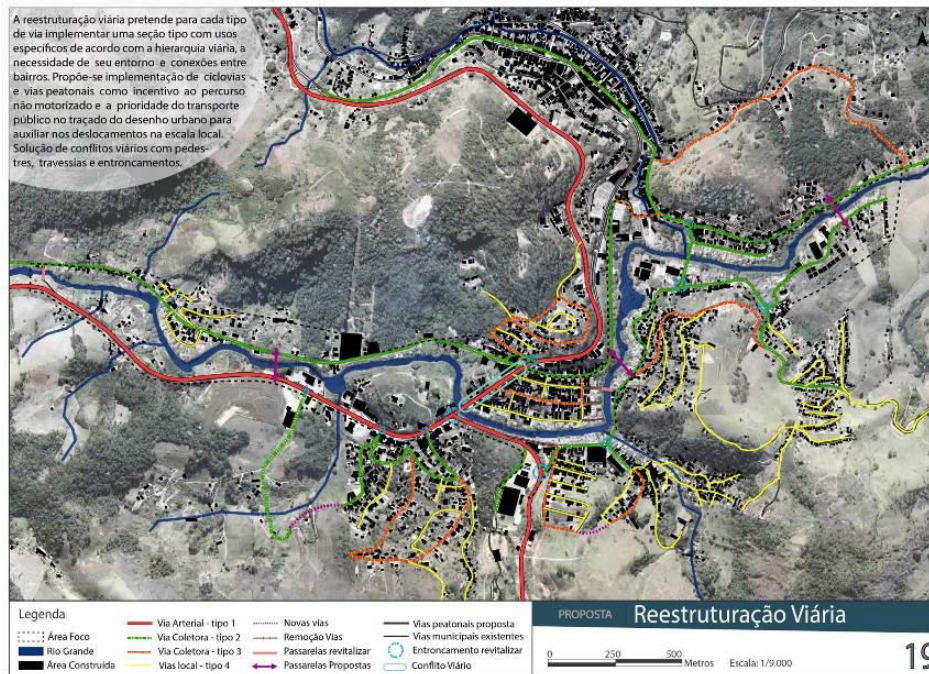 A reestruturação viária pretende para cada tipo
de via implementar uma seção tipo com usos
específicos de acordo com a hierarquia viária, a
necessidade de seu entorno e conexões entre
bairros. Propõe-se implementação de ciclovias
e vias peatonais como incentivo ao percurso
não motorizado e a prioridade do transporte
público no traçado do desenho urbano para
auxiliar nos deslocamentos na escala local.
Solução de conflitos viários com pedes-
tres, travessias e entroncamentos.
N
Legenda
Área Foco
Rio Grande
Área Construída
Via Arterial - tipo 1
Via Coletora - tipo 2
Via Coletora - tipo 3
Vias local - tipo 4
Novas vias
Remoção Vias
Passarelas revitalizar
Passarelas Propostas
Vias peatonais proposta
Vias municipais existentes
Entroncamento revitalizar
Conflito Viário
PROPOSTA Reestruturação Viária
0 250 500 Metros Escala: 1/9.000
19